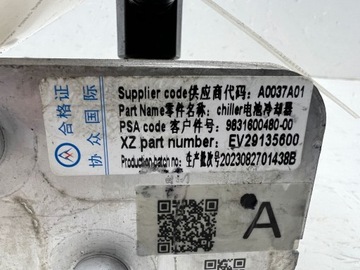 合格证
协众国际
Supplier code供应商代码: A0037A01
Part Name零件名称: chiller电池冷却器
PSA code 客户件号: 9831600480-00
XZ part number: EV29135600
Production batch no: 生产批次号2023082701438B
A